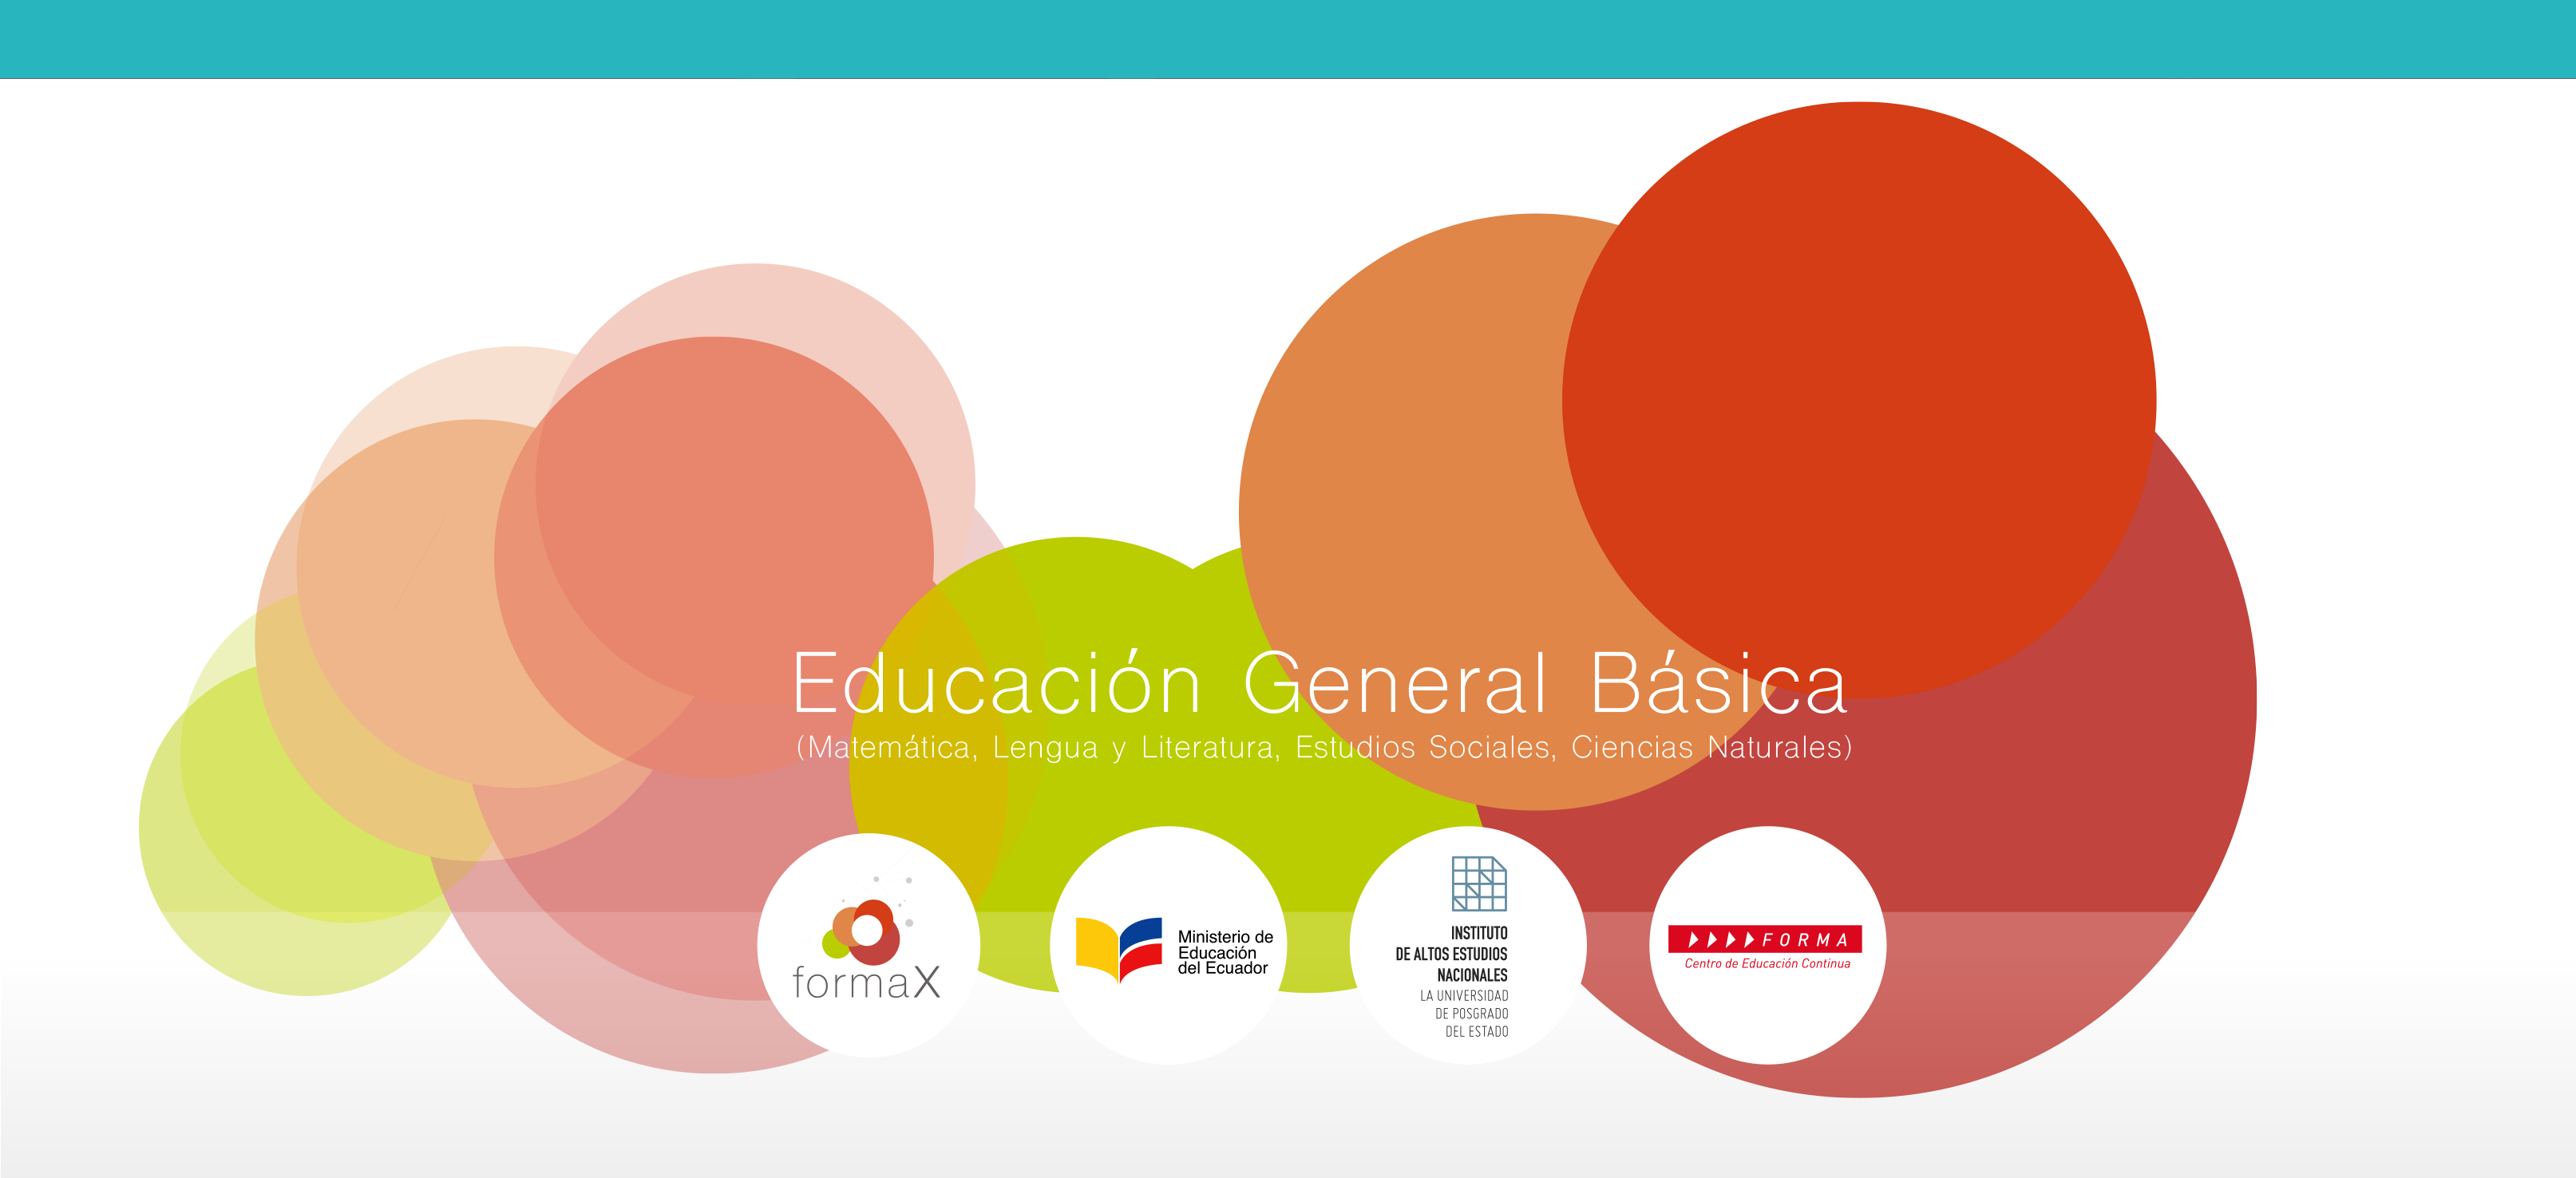 Educación General Básica
(Matemática, Lengua y Literatura, Estudios Sociales, Ciencias Naturales)
formaX
Ministerio de
Educación
del Ecuador
INSTITUTO
DE ALTOS ESTUDIOS
NACIONALES
LA UNIVERSIDAD
DE POSGRADO
DEL ESTADO
FORMA
Centro de Educación Continua